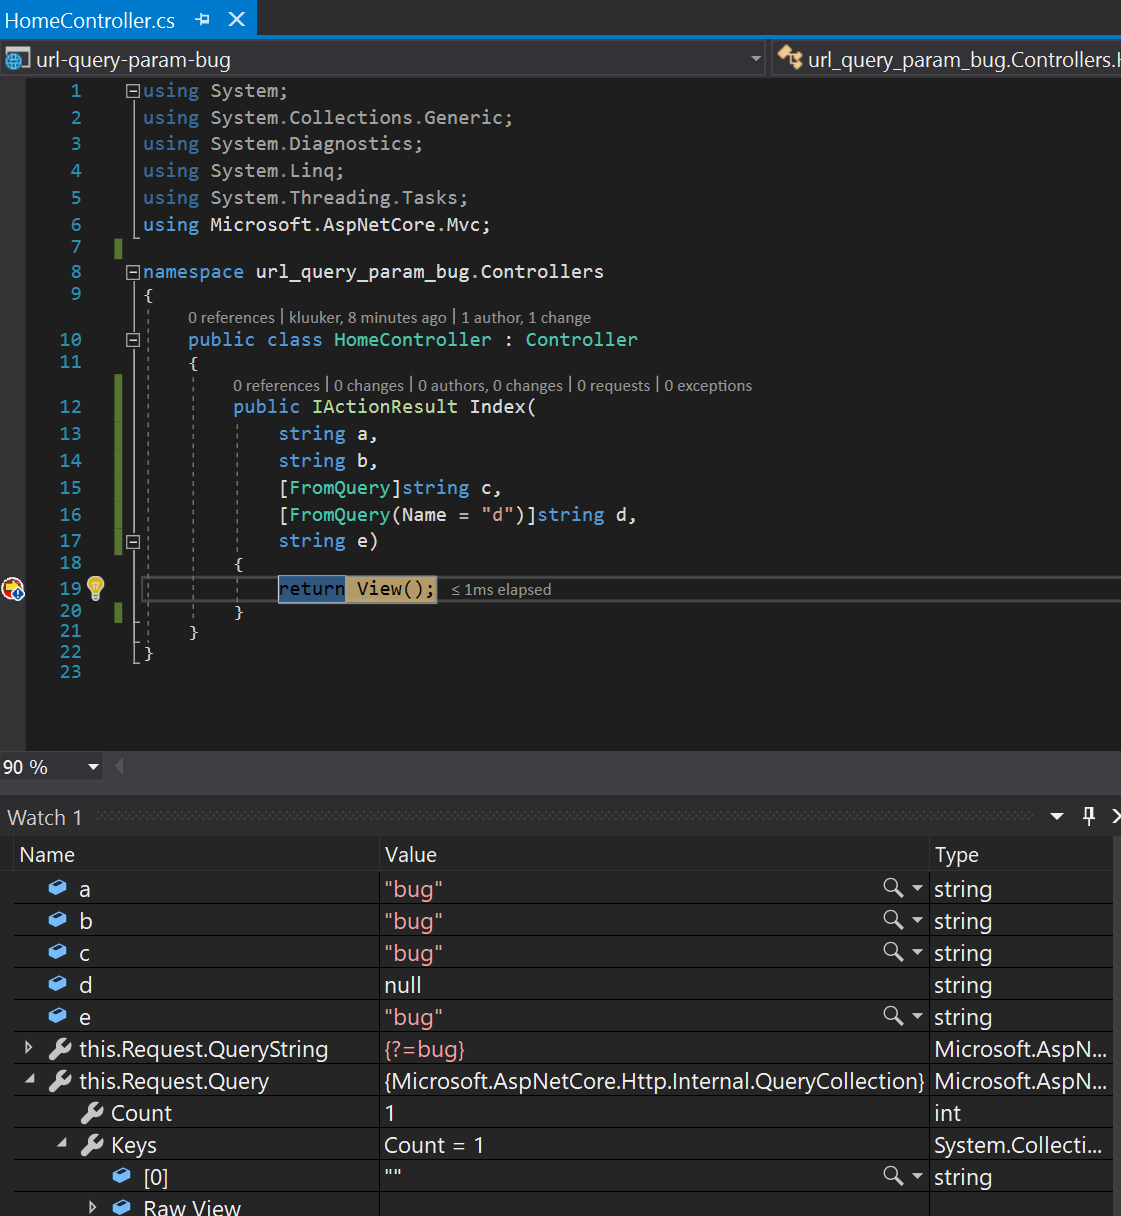 HomeController.cs
url-query-param-bug
url_query_param_bug.Controllers.H
1 using System;
2 using System.Collections.Generic;
3 using System.Diagnostics;
4 using System.Linq;
5 using System.Threading.Tasks;
6 using Microsoft.AspNetCore.Mvc;
7
8 namespace url_query_param_bug.Controllers
9 {
0 references | kluuker, 8 minutes ago | 1 author, 1 change
10 public class HomeController : Controller
11 {
0 references | 0 changes | 0 authors, 0 changes | 0 requests | 0 exceptions
12 public IActionResult Index(
13 string a,
14 string b,
15 [FromQuery]string c,
16 [FromQuery(Name = "d")]string d,
17 string e)
18 {
19 return View(); ≤ 1ms elapsed
20 }
21 }
22 }
23
90 %
Watch 1
Name Value Type
a "bug" string
b "bug" string
c "bug" string
d null string
e "bug" string
this.Request.QueryString {?=bug} Microsoft.AspN...
this.Request.Query {Microsoft.AspNetCore.Http.Internal.QueryCollection} Microsoft.AspN...
Count 1 int
Keys Count = 1 System.Collecti...
[0] "" string
Raw View